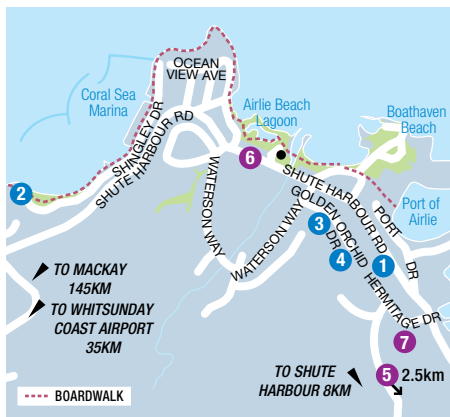 OCEAN
VIEW AVE
Coral Sea
Marina
SHINGLEY DR
SHUTE HARBOUR RD
Airlie Beach
Lagoon
Boathaven
Beach
Port of
Airlie
2
6
WATERSON WAY
WATERSON WAY
SHUTE HARBOUR RD
GOLDEN ORCHID
DR
PORT
DR
3
4
1
HERMITAGE DR
7
5 2.5km
TO MACKAY
145KM
TO WHITSUNDAY
COAST AIRPORT
35KM
TO SHUTE
HARBOUR 8KM
BOARDWALK